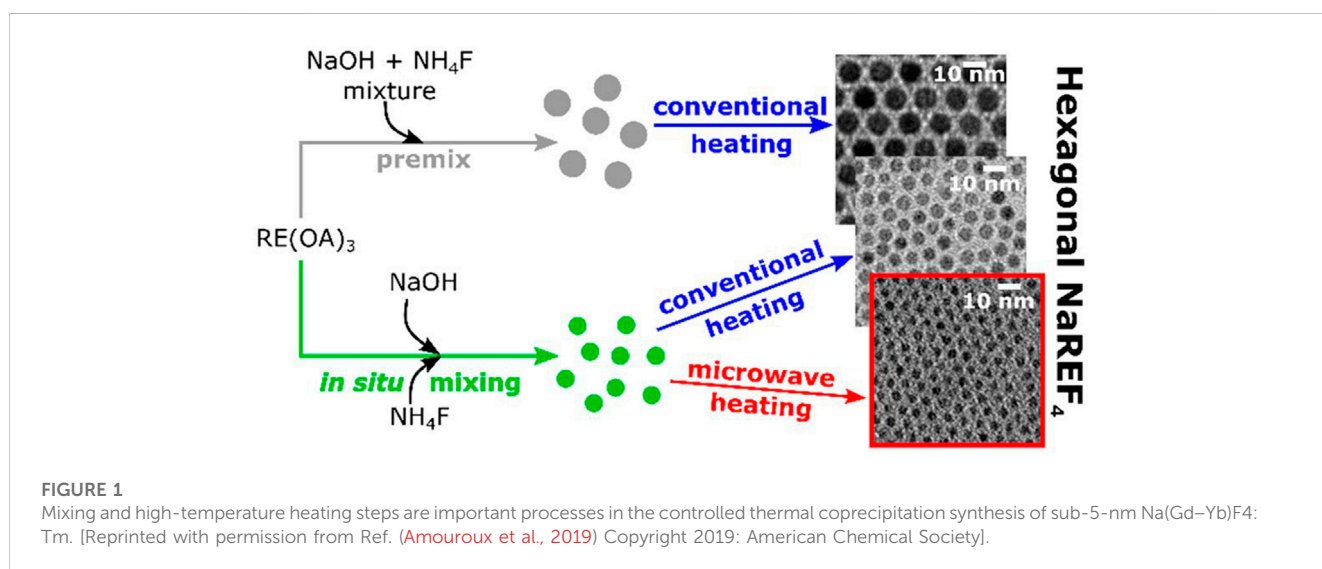 NaOH + NH₄F
mixture
premix
conventional
heating
10 nm
10 nm
10 nm
Hexagonal NaREF₄
RE(OA)₃
NaOH
in situ mixing
NH₄F
conventional
heating
microwave
heating
FIGURE 1
Mixing and high-temperature heating steps are important processes in the controlled thermal coprecipitation synthesis of sub-5-nm Na(Gd–Yb)F4:
Tm. [Reprinted with permission from Ref. (Amouroux et al., 2019) Copyright 2019: American Chemical Society].